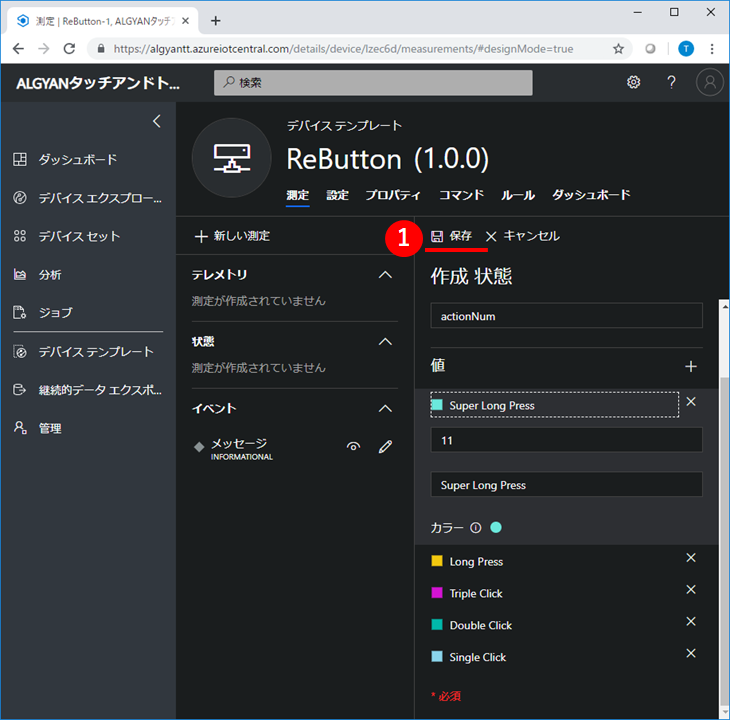 測定 | ReButton-1, ALGYANタッチ
https://algyantt.azureiotcentral.com/details/device/lzec6d/measurements/#designMode=true
T
ALGYANタッチアンドト...
検索
?
デバイス テンプレート
ReButton (1.0.0)
測定 設定 プロパティ コマンド ルール ダッシュボード
ダッシュボード
デバイス エクスプロー...
デバイス セット
分析
ジョブ
デバイス テンプレート
継続的データ エクスポ...
管理
新しい測定
テレメトリ
測定が作成されていません
状態
測定が作成されていません
イベント
メッセージ
INFORMATIONAL
1
保存 キャンセル
作成 状態
actionNum
値
Super Long Press
11
Super Long Press
カラー
Long Press
Triple Click
Double Click
Single Click
* 必須